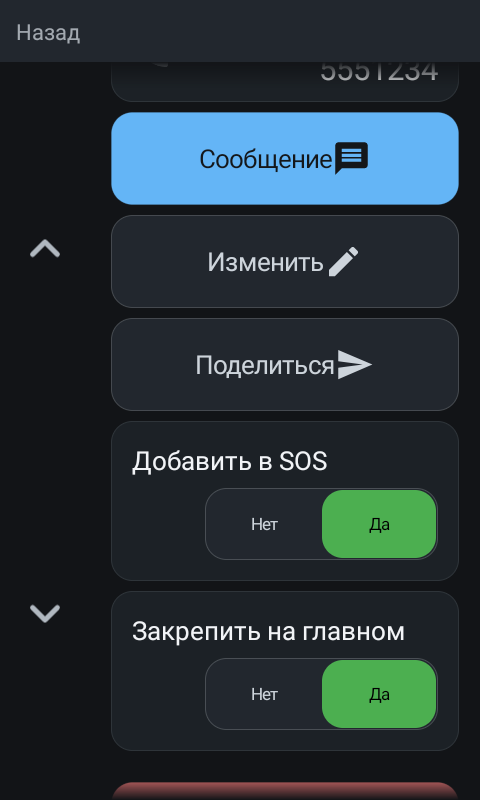 Назад
5551234
Сообщение
Изменить
Поделиться
Добавить в SOS
Нет Да
Закрепить на главном
Нет Да